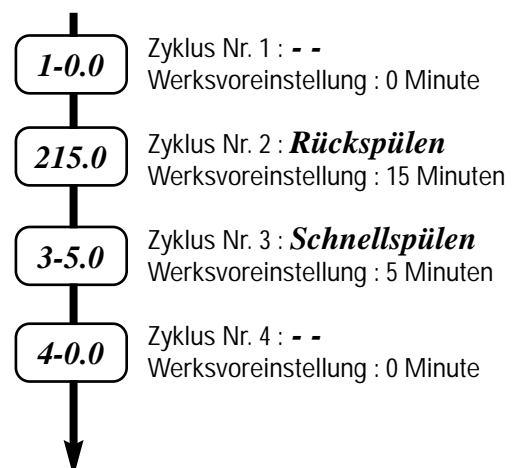 1-0.0
Zyklus Nr. 1 : - -
Werksvoreinstellung : 0 Minute
215.0
Zyklus Nr. 2 : Rückspülen
Werksvoreinstellung : 15 Minuten
3-5.0
Zyklus Nr. 3 : Schnellspülen
Werksvoreinstellung : 5 Minuten
4-0.0
Zyklus Nr. 4 : - -
Werksvoreinstellung : 0 Minute